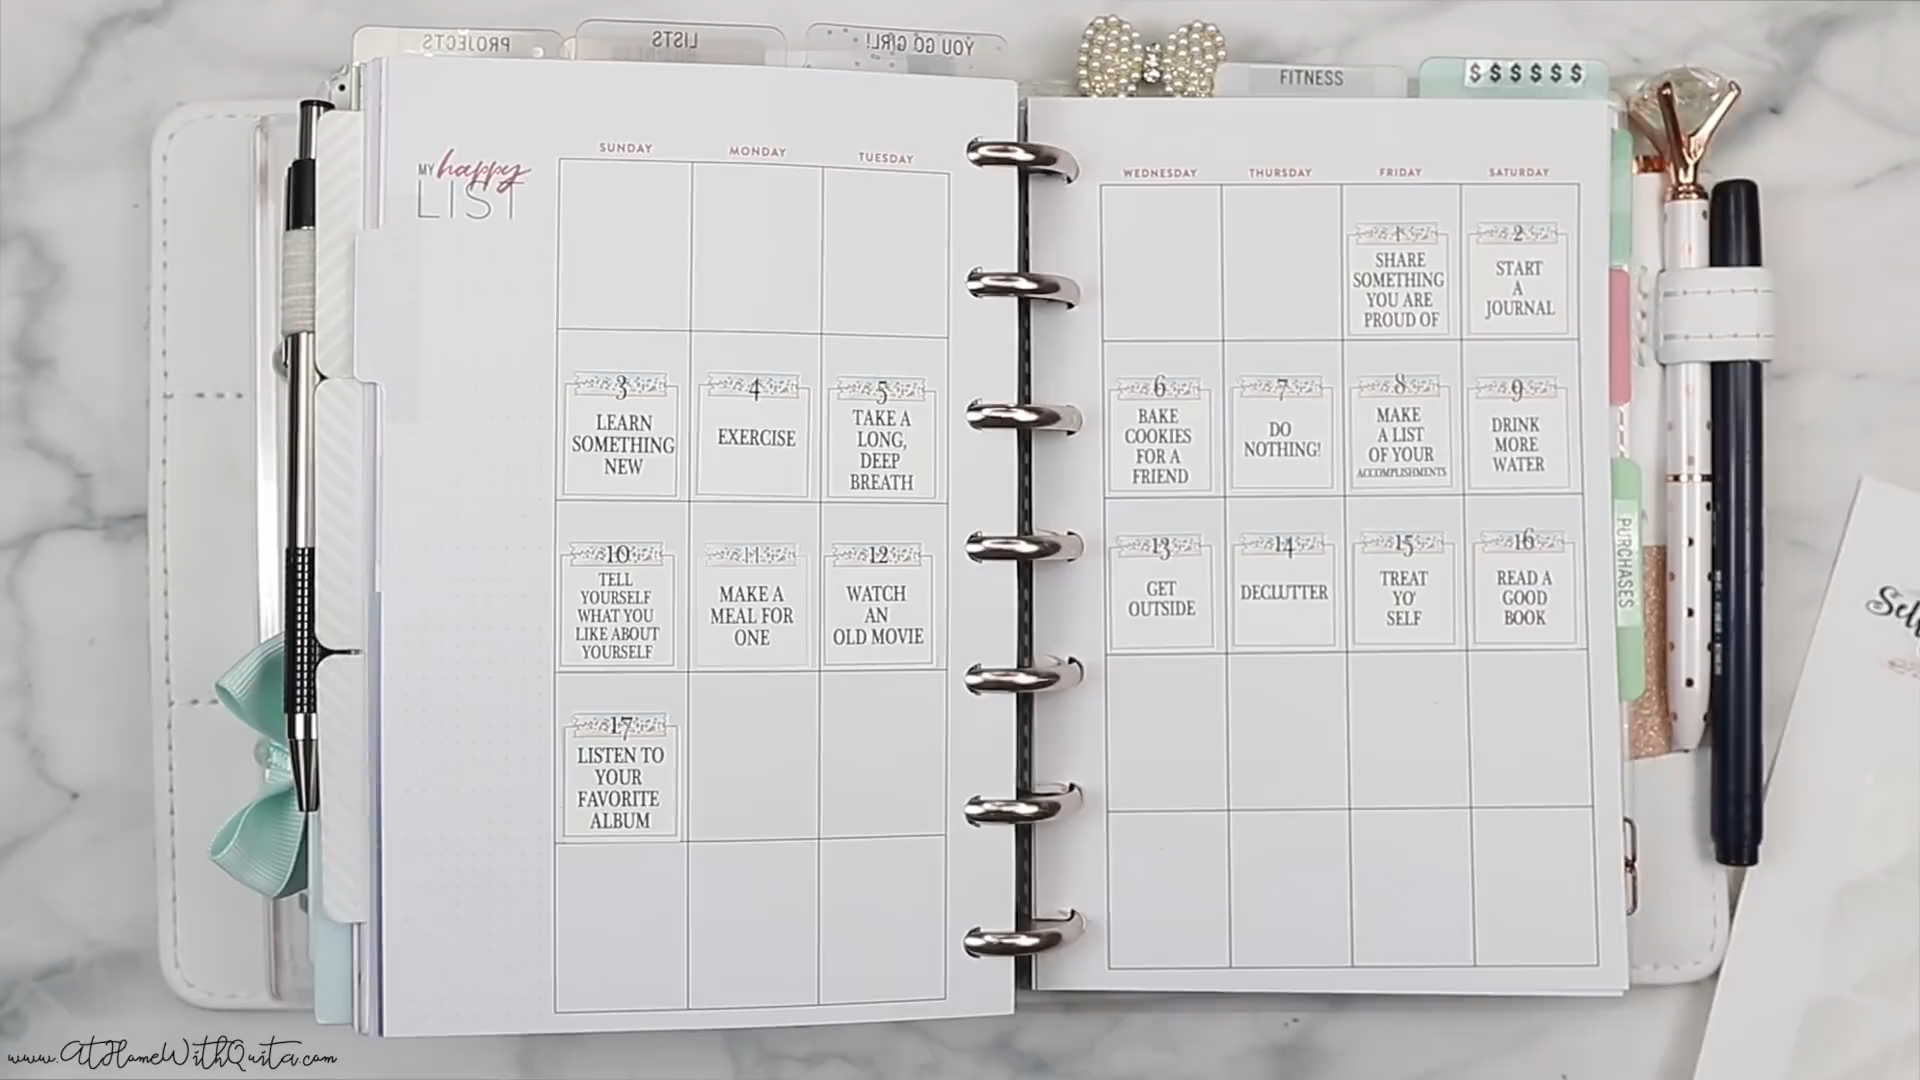 PROJECTS
LISTS
YOU GO GIRL!
FITNESS
$ $ $ $ $ $
MY happy
LIST
SUNDAY
MONDAY
TUESDAY
WEDNESDAY
THURSDAY
FRIDAY
SATURDAY
1
SHARE
SOMETHING
YOU ARE
PROUD OF
2
START
A
JOURNAL
3
LEARN
SOMETHING
NEW
4
EXERCISE
5
TAKE A
LONG,
DEEP
BREATH
6
BAKE
COOKIES
FOR A
FRIEND
7
DO
NOTHING!
8
MAKE
A LIST
OF YOUR
ACCOMPLISHMENTS
9
DRINK
MORE
WATER
10
TELL
YOURSELF
WHAT YOU
LIKE ABOUT
YOURSELF
11
MAKE A
MEAL FOR
ONE
12
WATCH
AN
OLD MOVIE
13
GET
OUTSIDE
14
DECLUTTER
15
TREAT
YO'
SELF
16
READ A
GOOD
BOOK
17
LISTEN TO
YOUR
FAVORITE
ALBUM
PURCHASES
www.AtHomeWithQuita.com